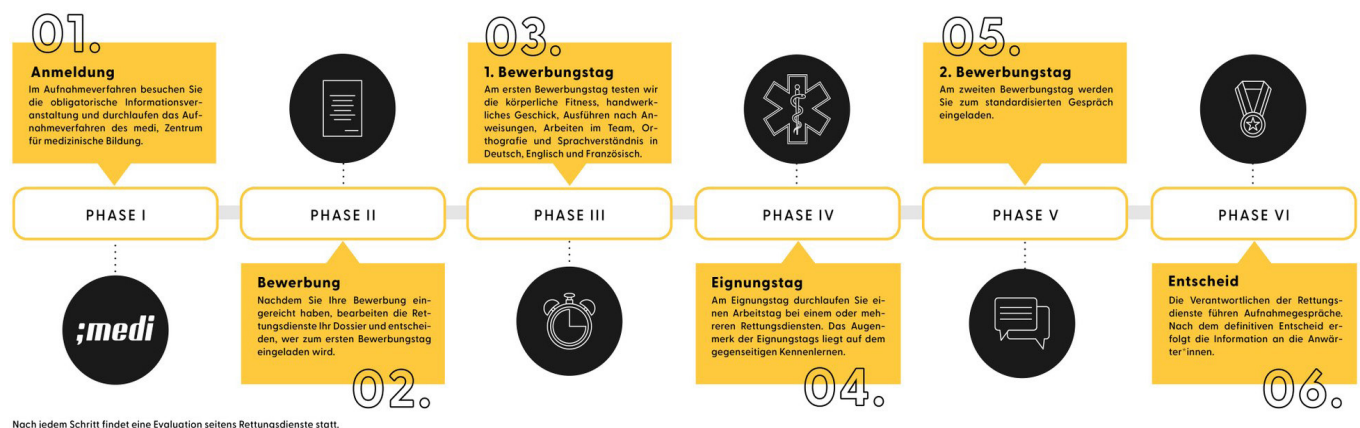 01.
Anmeldung
Im Aufnahmeverfahren besuchen Sie
die obligatorische Informationsver-
anstaltung und durchlaufen das Auf-
nahmeverfahren des medi, Zentrum
für medizinische Bildung.
03.
1. Bewerbungstag
Am ersten Bewerbungstag testen wir
die körperliche Fitness, handwerk-
liches Geschick, Ausführen nach An-
weisungen, Arbeiten im Team, Or-
thografie und Sprachverständnis in
Deutsch, Englisch und Französisch.
05.
2. Bewerbungstag
Am zweiten Bewerbungstag werden
Sie zum standardisierten Gespräch
eingeladen.
PHASE I
PHASE II
PHASE III
PHASE IV
PHASE V
PHASE VI
;medi
Bewerbung
Nachdem Sie Ihre Bewerbung ein-
gereicht haben, bearbeiten die Ret-
tungsdienste Ihr Dossier und entschei-
den, wer zum ersten Bewerbungstag
eingeladen wird.
02.
Eignungstag
Am Eignungstag durchlaufen Sie ei-
nen Arbeitstag bei einem oder meh-
reren Rettungsdiensten. Das Augen-
merk der Eignungstags liegt auf dem
gegenseitigen Kennenlernen.
04.
Entscheid
Die Verantwortlichen der Rettungs-
dienste führen Aufnahmegespräche.
Nach dem definitiven Entscheid er-
folgt die Information an die Anwär-
ter*innen.
06.
Nach jedem Schritt findet eine Evaluation seitens Rettungsdienste statt.